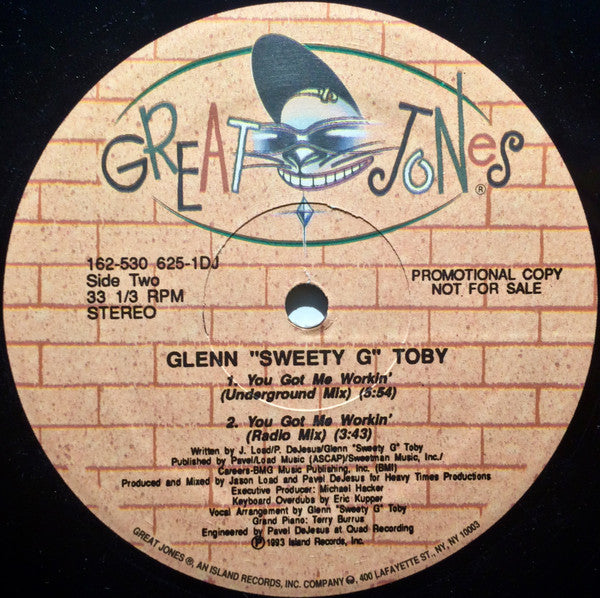 GREAT JONES ®
162-530 625-1DJ
Side Two
33 1/3 RPM
STEREO
PROMOTIONAL COPY
NOT FOR SALE
GLENN "SWEETY G" TOBY
1. You Got Me Workin'
(Underground Mix) (5:54)
2. You Got Me Workin'
(Radio Mix) (3:43)
Written by J. Load/P. DeJesus/Glenn "Sweety G" Toby
Published by Pavel/Load Music (ASCAP)/Sweetman Music, Inc./
Careers-BMG Music Publishing, Inc. (BMI)
Produced and Mixed by Jason Load and Pavel DeJesus for Heavy Times Productions
Executive Producer: Michael Hacker
Keyboard Overdubs by Eric Kupper
Vocal Arrangement by Glenn "Sweety G" Toby
Grand Piano: Terry Burrus
Engineered by Pavel DeJesus at Quad Recording
℗1993 Island Records, Inc.
GREAT JONES ®, AN ISLAND RECORDS, INC. COMPANY, 400 LAFAYETTE ST., NY, NY 10003